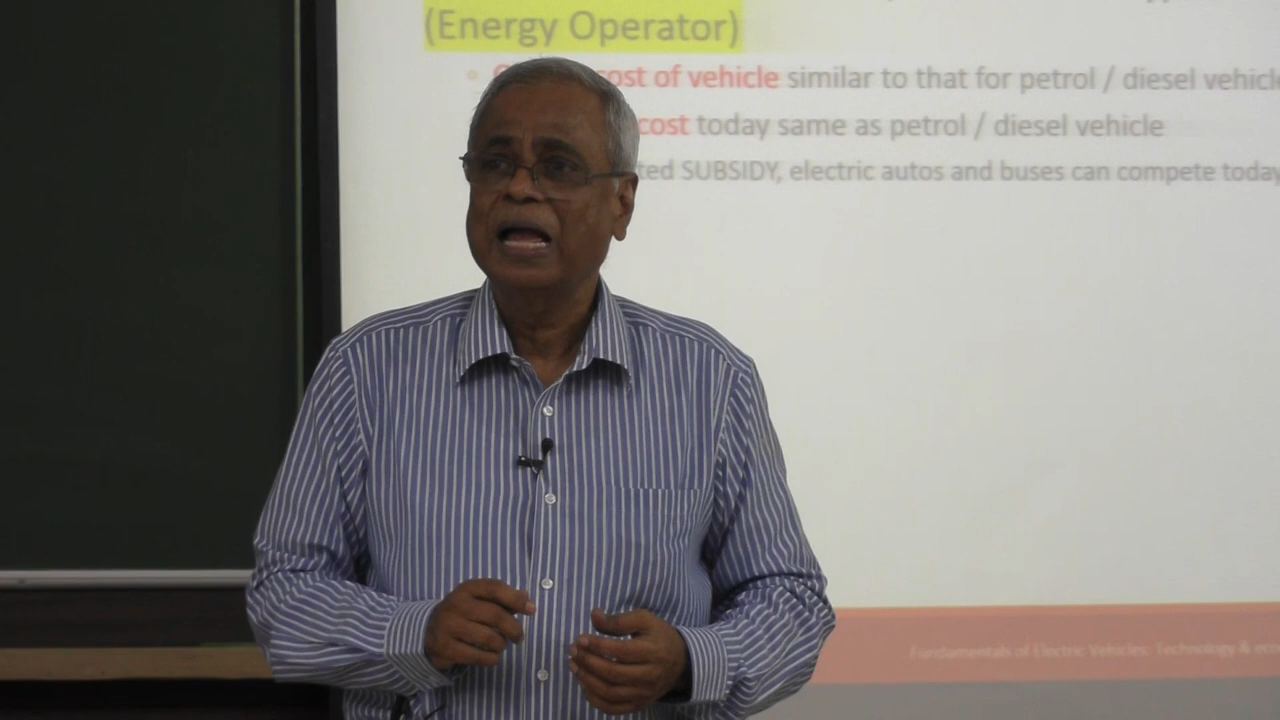 (Energy Operator)
cost of vehicle similar to that for petrol / diesel
cost today same as petrol / diesel vehicle
SUBSIDY, electric autos and buses can compete today
Fundamentals of Electric Vehicles: Technology &